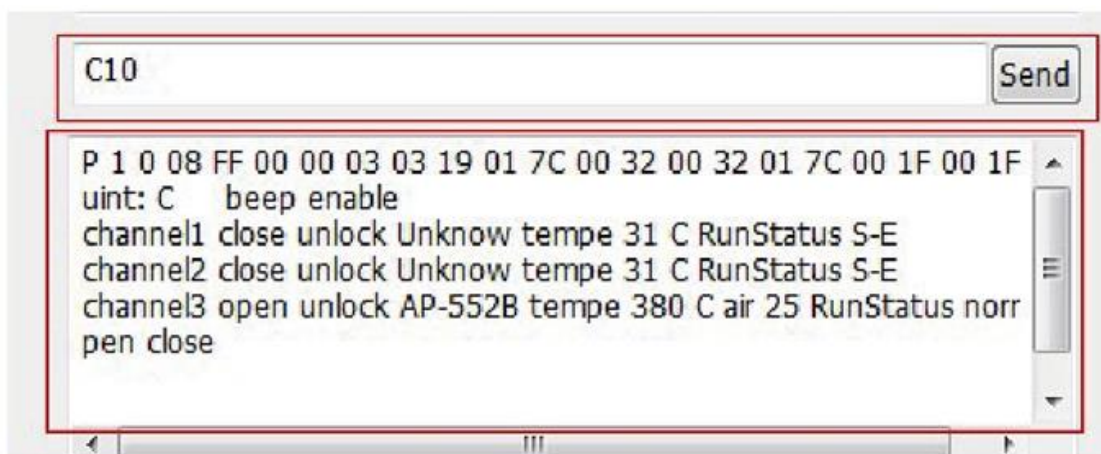 C10
Send
P 1 0 08 FF 00 00 03 03 19 01 7C 00 32 00 32 01 7C 00 1F 00 1F
uint: C beep enable
channel1 close unlock Unknow tempe 31 C RunStatus S-E
channel2 close unlock Unknow tempe 31 C RunStatus S-E
channel3 open unlock AP-552B tempe 380 C air 25 RunStatus norr
pen close